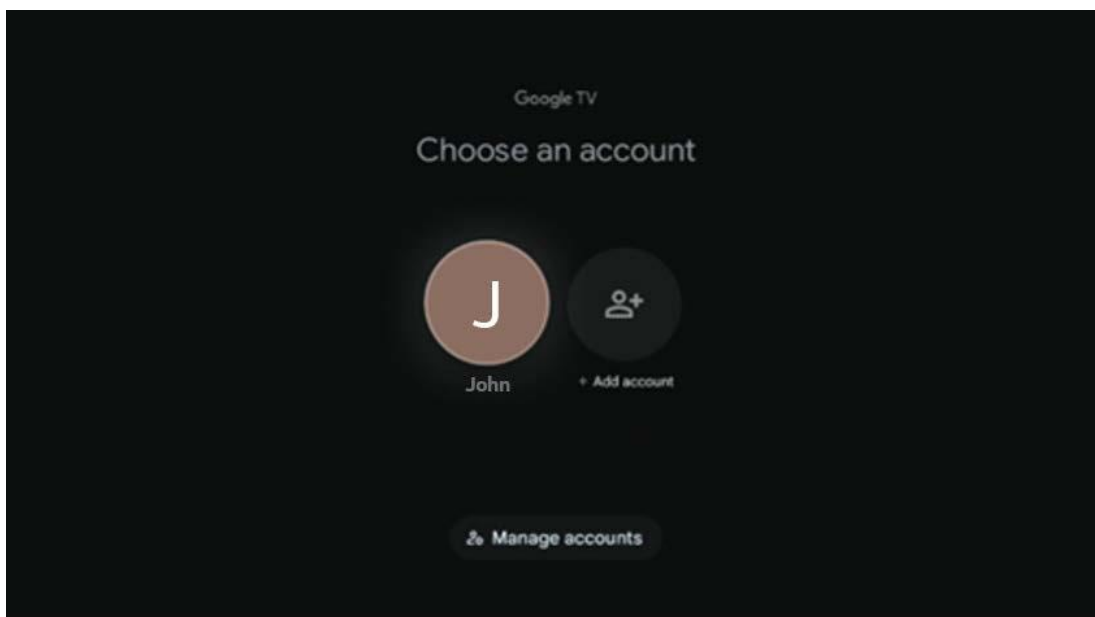 Google TV
Choose an account
J
John
+ Add account
Manage accounts